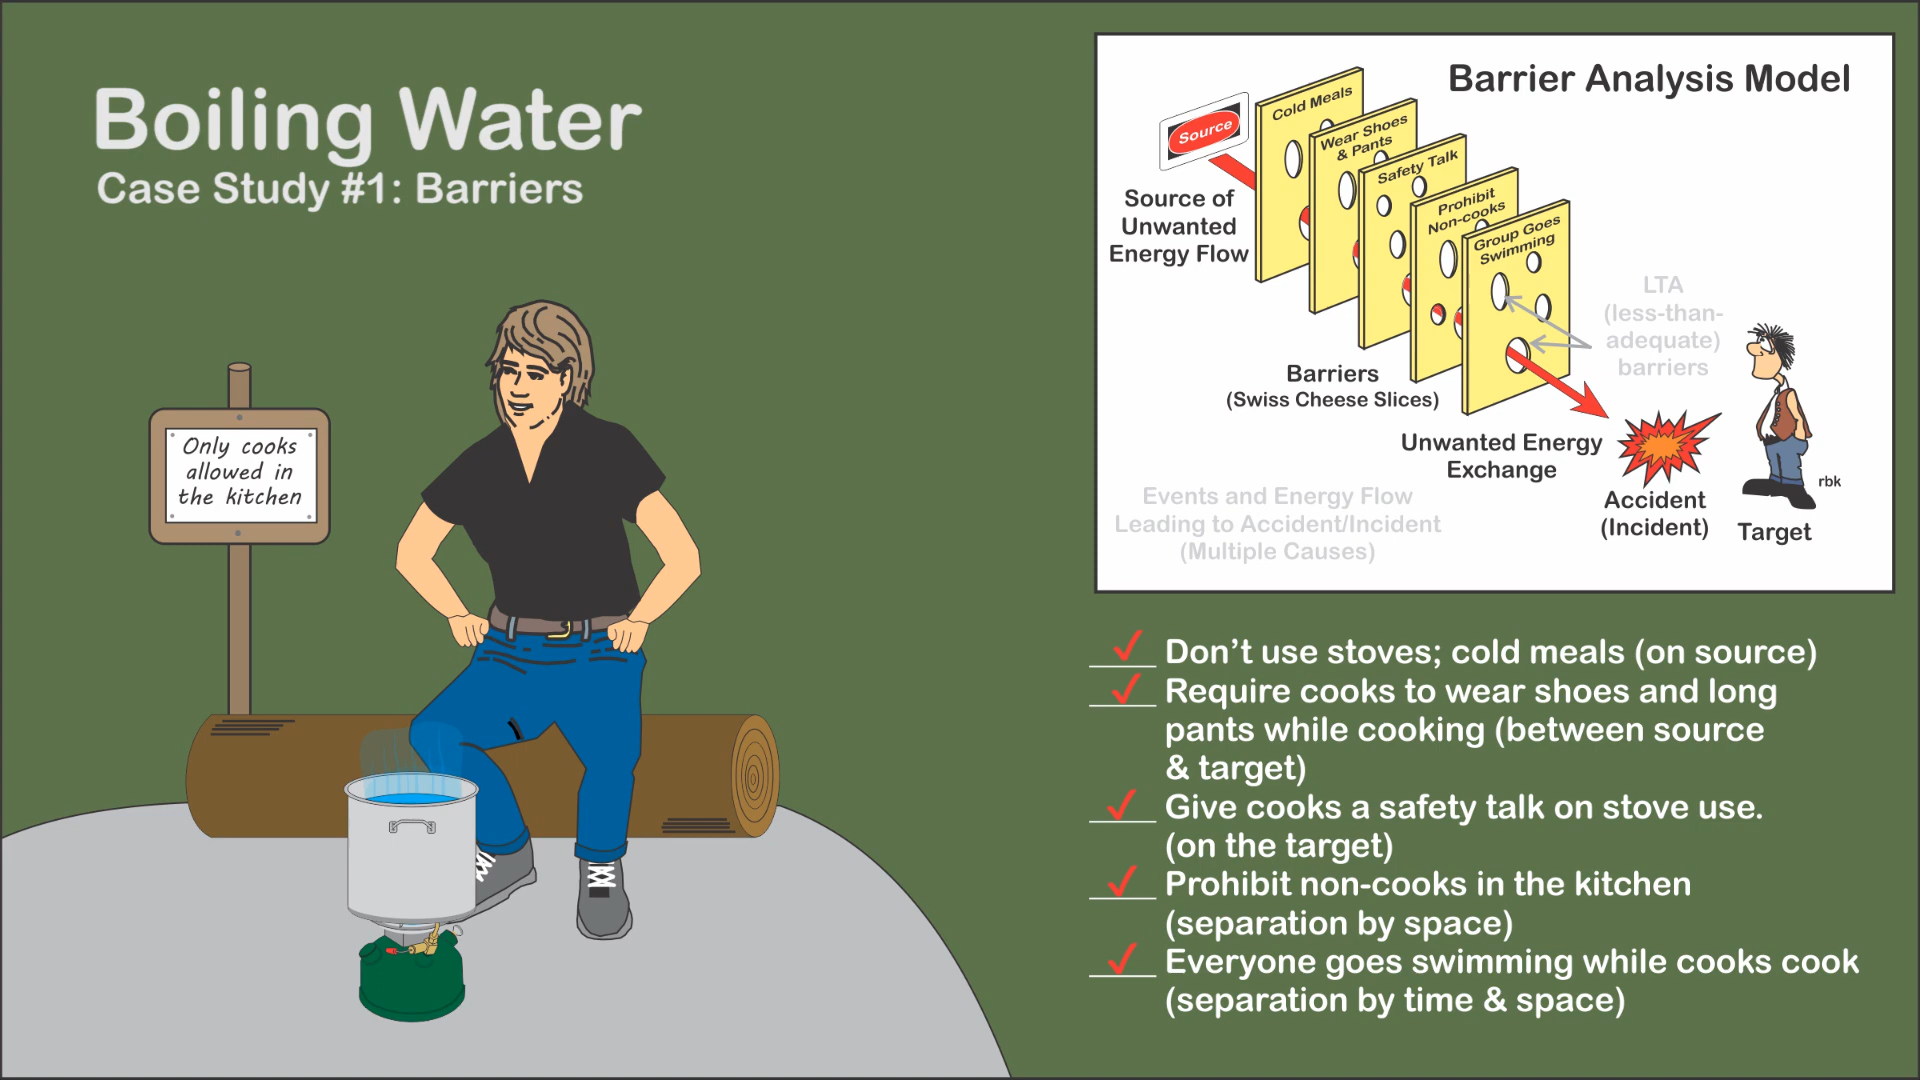 Boiling Water
Case Study #1: Barriers
Only cooks
allowed in
the kitchen
Barrier Analysis Model
Source
Source of
Unwanted
Energy Flow
Cold Meals
Wear Shoes
& Pants
Safety Talk
Prohibit
Non-cooks
Group Goes
Swimming
LTA
(less-than-
adequate)
barriers
Barriers
(Swiss Cheese Slices)
Unwanted Energy
Exchange
Events and Energy Flow
Leading to Accident/Incident
(Multiple Causes)
Accident
(Incident)
Target
rbk
Don't use stoves; cold meals (on source)
Require cooks to wear shoes and long
pants while cooking (between source
& target)
Give cooks a safety talk on stove use.
(on the target)
Prohibit non-cooks in the kitchen
(separation by space)
Everyone goes swimming while cooks cook
(separation by time & space)